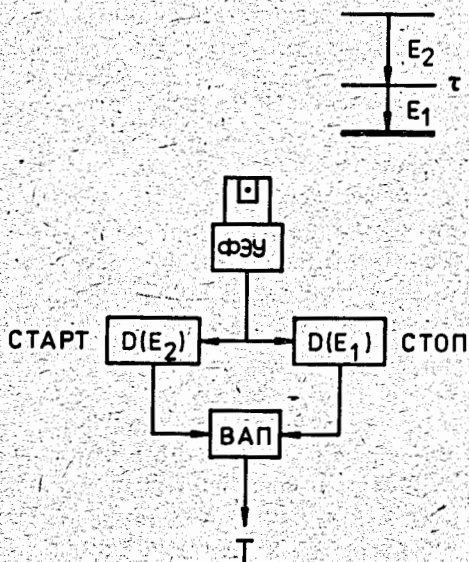 E₂
τ
E₁
ФЭУ
СТАРТ D(E₂) D(E₁) СТОП
ВАП
T